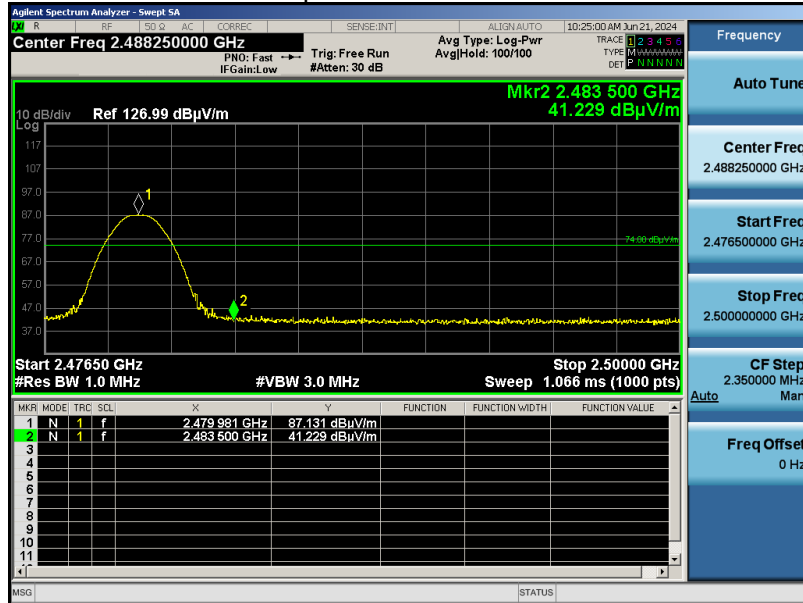 Agilent Spectrum Analyzer - Swept SA
R RF 50 Ω AC CORREC SENSE:INT ALIGN AUTO 10:25:00 AM Jun 21, 2024
Center Freq 2.488250000 GHz
PNO: Fast
IFGain:Low
Trig: Free Run
#Atten: 30 dB
Avg Type: Log-Pwr
Avg|Hold: 100/100
TRACE 1 2 3 4 5 6
TYPE M
DET P N N N N N
Mkr2 2.483 500 GHz
41.229 dBµV/m
10 dB/div Ref 126.99 dBµV/m
Log
117
107
97.0
87.0
77.0
67.0
57.0
47.0
37.0
1
2
74.00 dBµV/m
Start 2.47650 GHz Stop 2.50000 GHz
#Res BW 1.0 MHz #VBW 3.0 MHz Sweep 1.066 ms (1000 pts)
MKR MODE TRC SCL X Y FUNCTION FUNCTION WIDTH FUNCTION VALUE
1 N 1 f 2.479 981 GHz 87.131 dBµV/m
2 N 1 f 2.483 500 GHz 41.229 dBµV/m
3
4
5
6
7
8
9
10
11
MSG STATUS
Frequency
Auto Tune
Center Freq
2.488250000 GHz
Start Freq
2.476500000 GHz
Stop Freq
2.500000000 GHz
CF Step
2.350000 MHz
Auto Man
Freq Offset
0 Hz